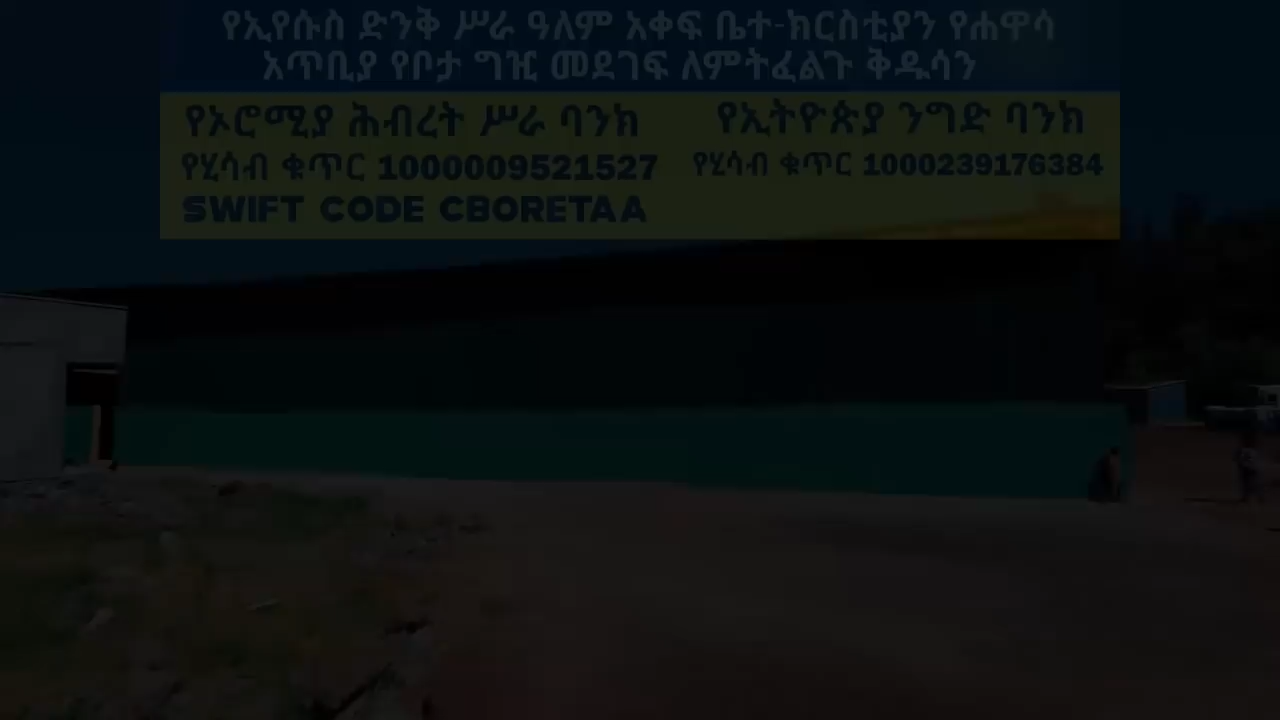 የኢየሱስ ድንቅ ሥራ ዓለም አቀፍ ቤተ-ክርስቲያን የሐዋሳ
አጥቢያ የቦታ ግዢ መደገፍ ለምትፈልጉ ቅዱሳን
የኦሮሚያ ሕብረት ሥራ ባንክ
የሂሳብ ቁጥር 1000009521527
SWIFT CODE CBORETAA
የኢትዮጵያ ንግድ ባንክ
የሂሳብ ቁጥር 1000239176384